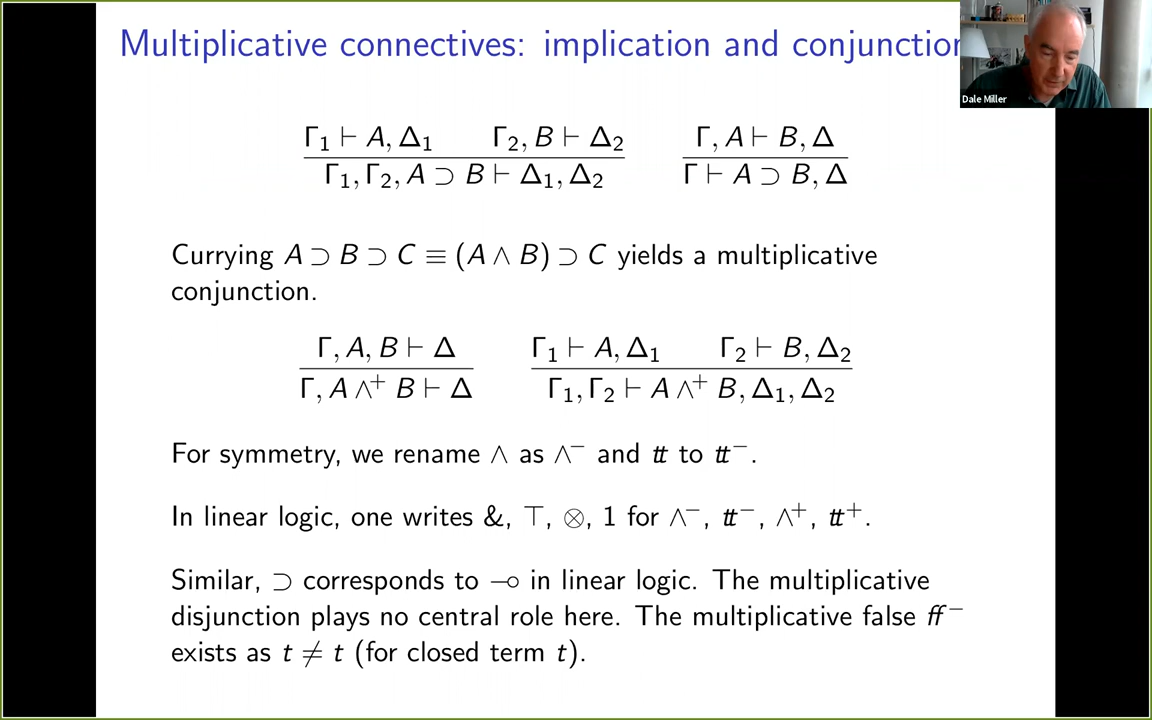 Multiplicative connectives: implication and conjunction
Dale Miller
Γ₁ ⊢ A, Δ₁    Γ₂, B ⊢ Δ₂    Γ, A ⊢ B, Δ
Γ₁, Γ₂, A ⊃ B ⊢ Δ₁, Δ₂    Γ ⊢ A ⊃ B, Δ
Currying A ⊃ B ⊃ C ≡ (A ∧ B) ⊃ C yields a multiplicative
conjunction.
Γ, A, B ⊢ Δ    Γ₁ ⊢ A, Δ₁    Γ₂ ⊢ B, Δ₂
Γ, A ∧⁺ B ⊢ Δ    Γ₁, Γ₂ ⊢ A ∧⁺ B, Δ₁, Δ₂
For symmetry, we rename ∧ as ∧⁻ and tt to tt⁻.
In linear logic, one writes &, ⊤, ⊗, 1 for ∧⁻, tt⁻, ∧⁺, tt⁺.
Similar, ⊃ corresponds to ⊸ in linear logic. The multiplicative
disjunction plays no central role here. The multiplicative false ff⁻
exists as t ≠ t (for closed term t).